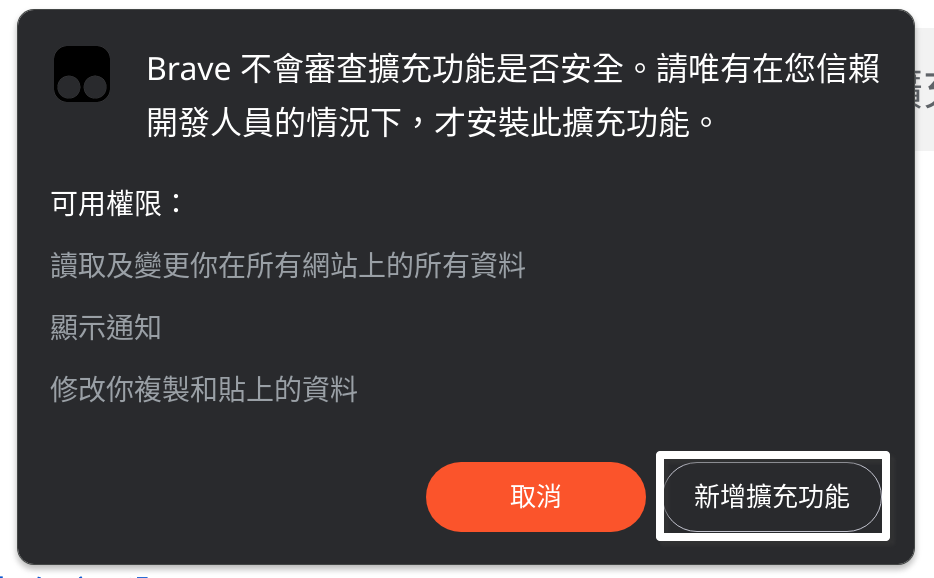 Brave 不會審查擴充功能是否安全。請唯有在您信賴
開發人員的情況下，才安裝此擴充功能。
可用權限：
讀取及變更你在所有網站上的所有資料
顯示通知
修改你複製和貼上的資料
取消
新增擴充功能